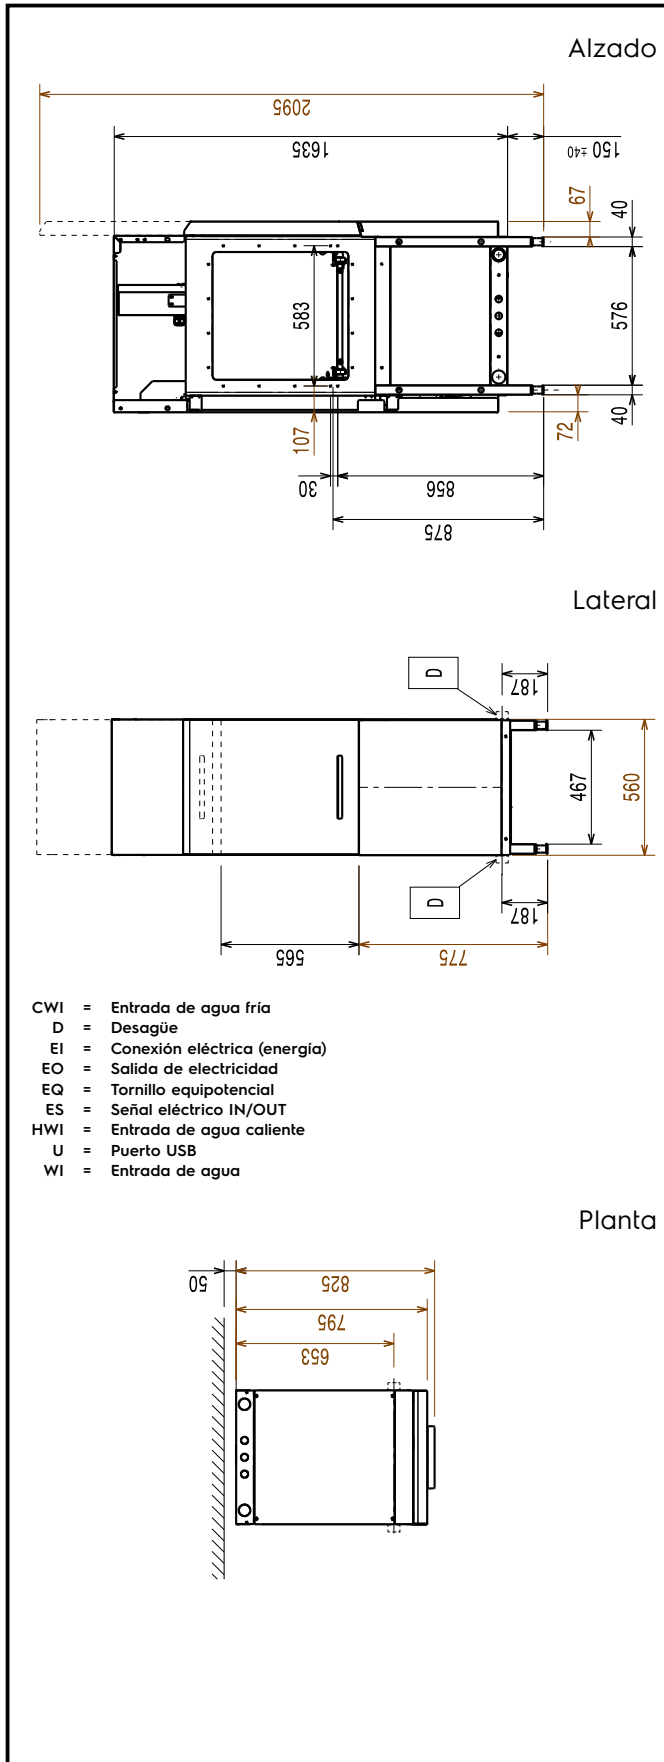 Alzado
2095
1635
150 ±40
67
40
583
576
107
72
40
30
856
875
Lateral
D
187
467
560
D
187
565
775
CWI = Entrada de agua fría
D = Desagüe
EI = Conexión eléctrica (energía)
EO = Salida de electricidad
EQ = Tornillo equipotencial
ES = Señal eléctrico IN/OUT
HWI = Entrada de agua caliente
U = Puerto USB
WI = Entrada de agua
Planta
50
825
795
653